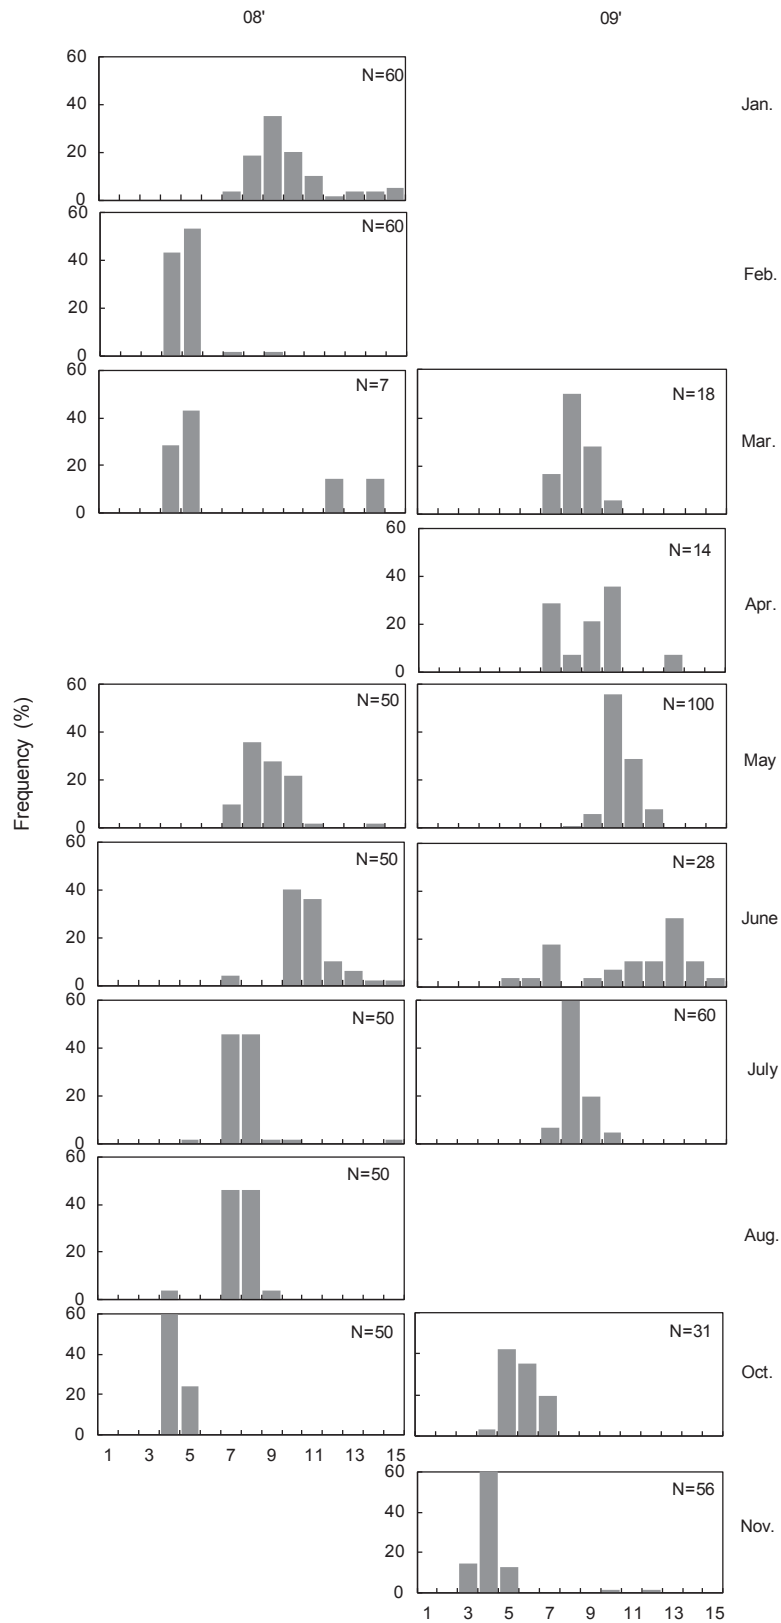 08' 09'
60
N=60
40
Jan.
20
0
60
N=60
40
Feb.
20
0
60
N=7 N=18
40
Mar.
20
0
60
N=14
40
Apr.
20
0
60
N=50 N=100
40
May
20
0
Frequency (%)
60
N=50 N=28
40
June
20
0
60
N=50 N=60
40
July
20
0
60
N=50
40
Aug.
20
0
60
N=50 N=31
40
Oct.
20
0
1 3 5 7 9 11 13 15
60
N=56
40
Nov.
20
0
1 3 5 7 9 11 13 15